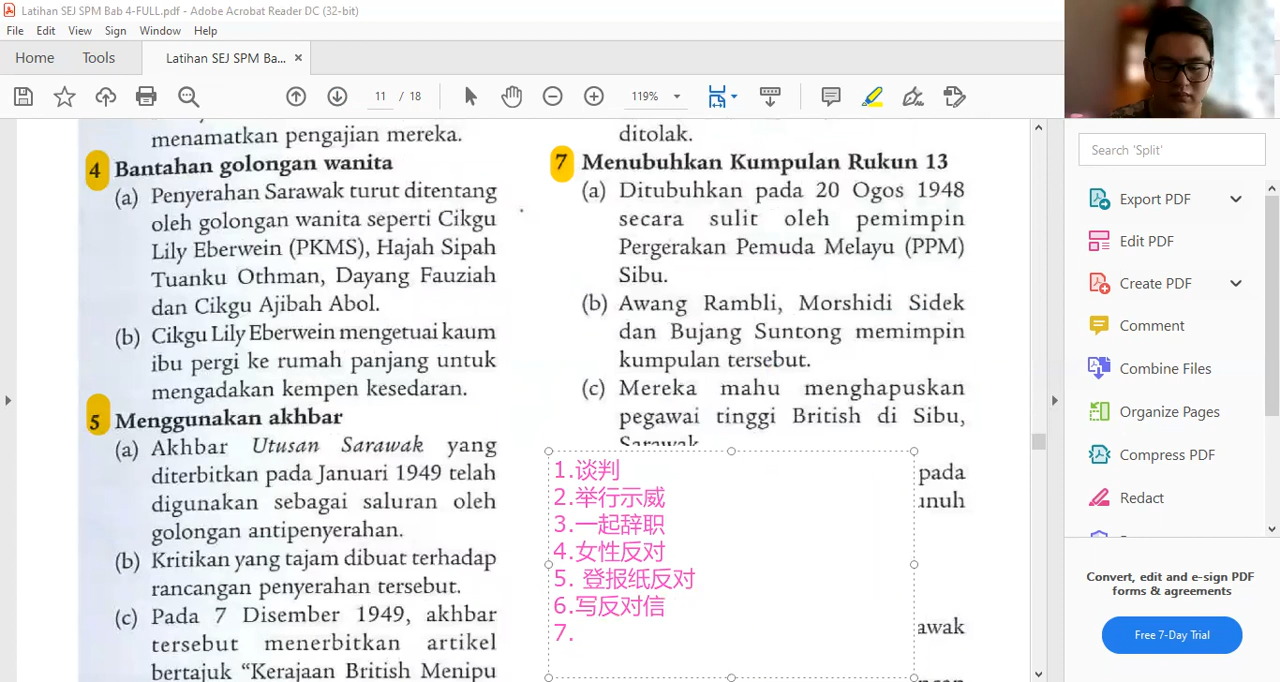 Latihan SEJ SPM Bab 4-FULL.pdf - Adobe Acrobat Reader DC (32-bit)
File Edit View Sign Window Help
Home Tools Latihan SEJ SPM Ba... ×
11 / 18 119%
menamatkan pengajian mereka.
4 Bantahan golongan wanita
(a) Penyerahan Sarawak turut ditentang
oleh golongan wanita seperti Cikgu
Lily Eberwein (PKMS), Hajah Sipah
Tuanku Othman, Dayang Fauziah
dan Cikgu Ajibah Abol.
(b) Cikgu Lily Eberwein mengetuai kaum
ibu pergi ke rumah panjang untuk
mengadakan kempen kesedaran.
5 Menggunakan akhbar
(a) Akhbar Utusan Sarawak yang
diterbitkan pada Januari 1949 telah
digunakan sebagai saluran oleh
golongan antipenyerahan.
(b) Kritikan yang tajam dibuat terhadap
rancangan penyerahan tersebut.
(c) Pada 7 Disember 1949, akhbar
tersebut menerbitkan artikel
bertajuk “Kerajaan British Menipu
ditolak.
7 Menubuhkan Kumpulan Rukun 13
(a) Ditubuhkan pada 20 Ogos 1948
secara sulit oleh pemimpin
Pergerakan Pemuda Melayu (PPM)
Sibu.
(b) Awang Rambli, Morshidi Sidek
dan Bujang Suntong memimpin
kumpulan tersebut.
(c) Mereka mahu menghapuskan
pegawai tinggi British di Sibu,
Sarawak
pada
unuh
awak
1.谈判
2.举行示威
3.一起辞职
4.女性反对
5. 登报纸反对
6.写反对信
7.
Search 'Split'
Export PDF
Edit PDF
Create PDF
Comment
Combine Files
Organize Pages
Compress PDF
Redact
Convert, edit and e-sign PDF
forms & agreements
Free 7-Day Trial